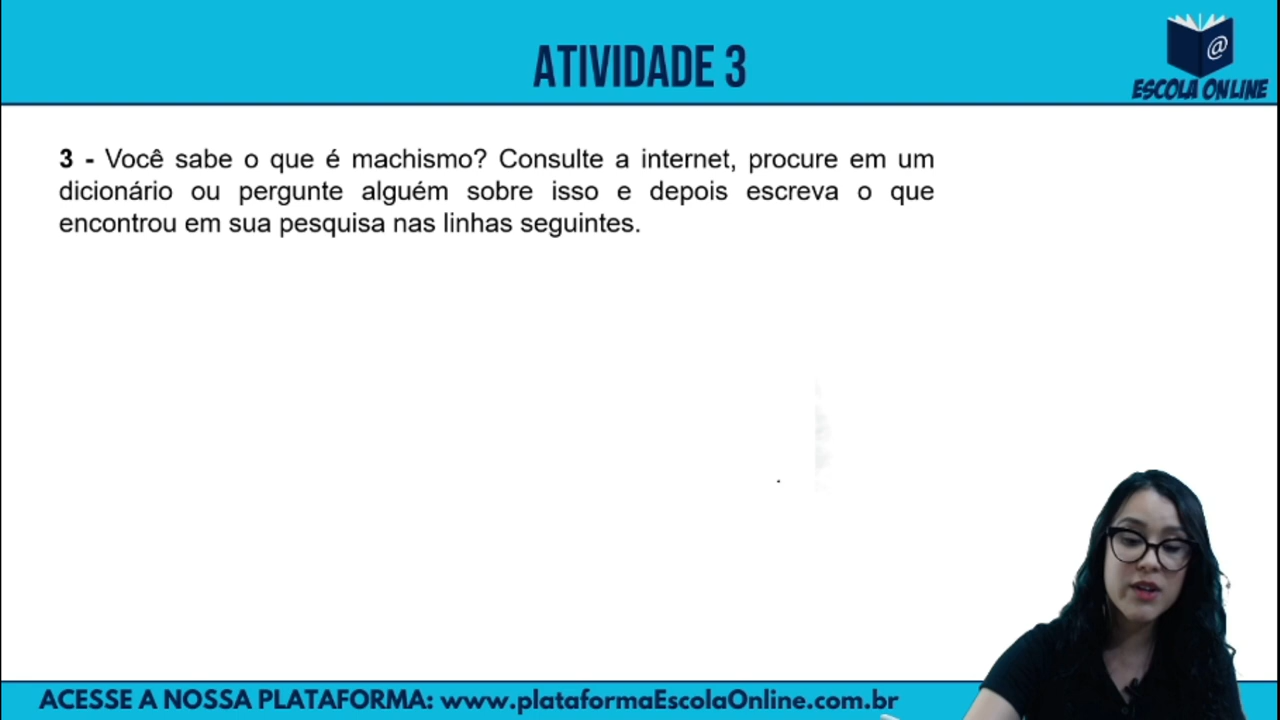 ATIVIDADE 3
@
ESCOLA ONLINE
3 - Você sabe o que é machismo? Consulte a internet, procure em um
dicionário ou pergunte alguém sobre isso e depois escreva o que
encontrou em sua pesquisa nas linhas seguintes.
ACESSE A NOSSA PLATAFORMA: www.plataformaEscolaOnline.com.br